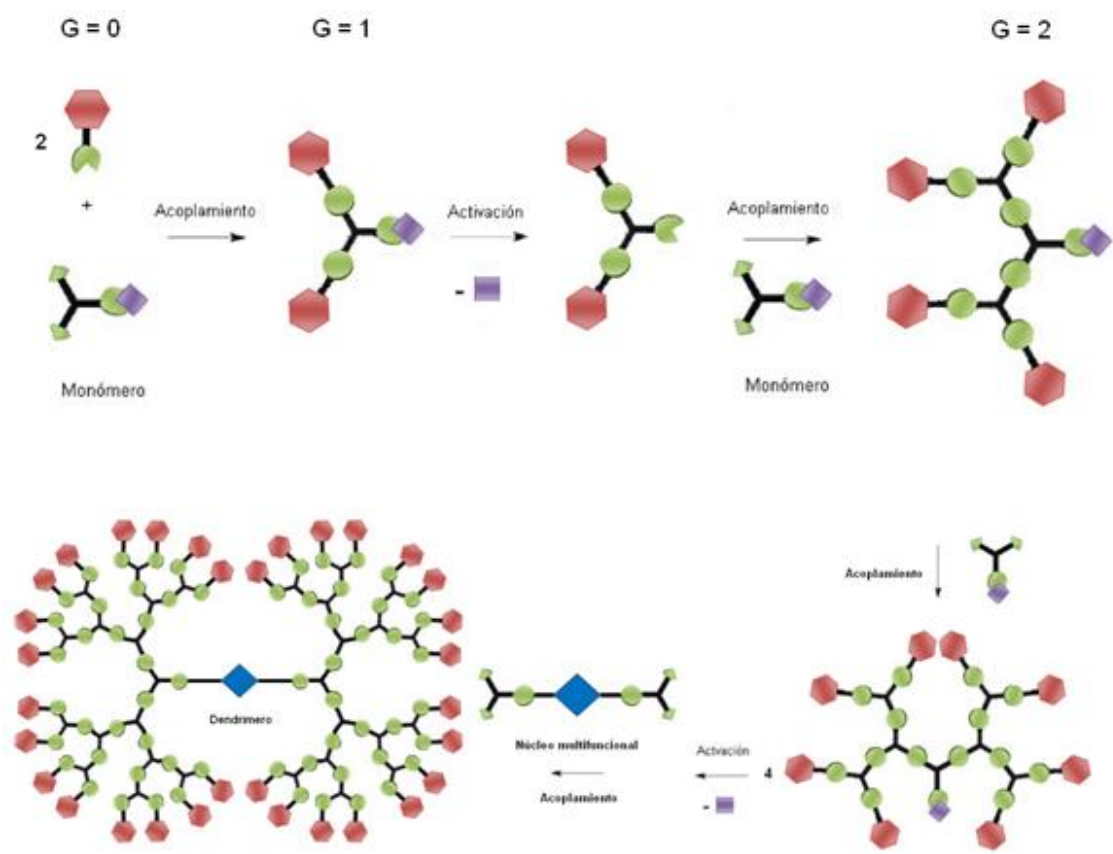 G = 0
G = 1
G = 2
2
+
Acoplamiento
Activación
Acoplamiento
-
Monómero
Monómero
Acoplamiento
Dendrímero
Núcleo multifuncional
Acoplamiento
Activación
4
-